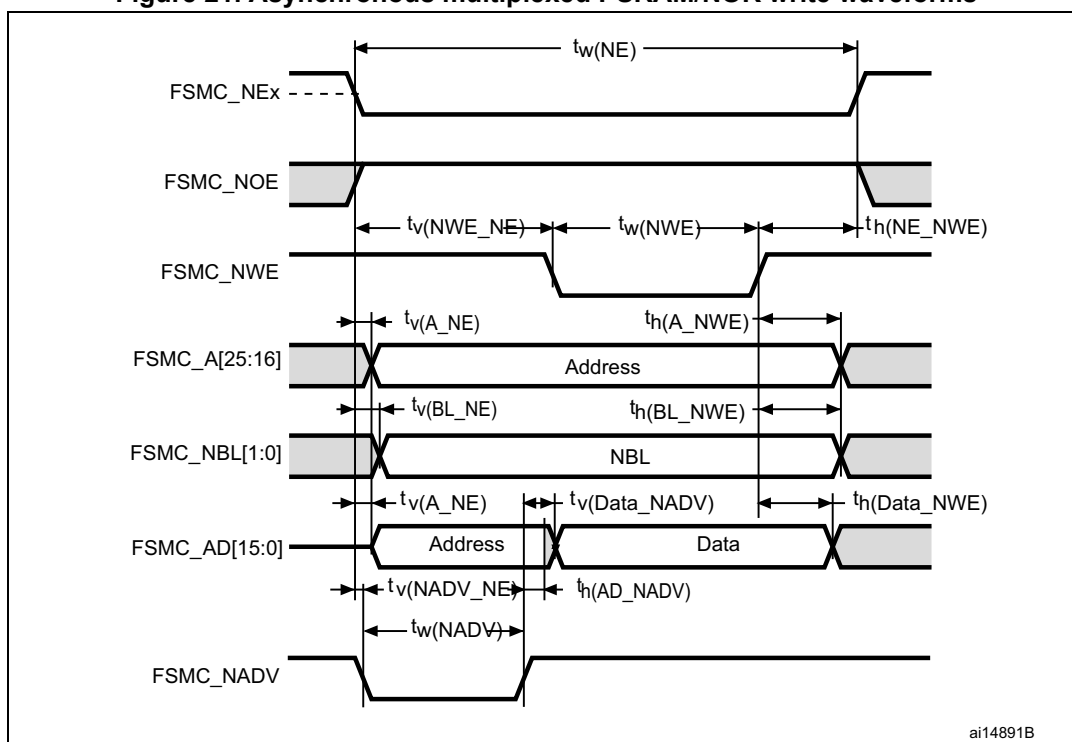 Figure 21. Asynchronous multiplexed PSRAM/NOR write waveforms
tw(NE)
FSMC_NEx
FSMC_NOE
tv(NWE_NE)
tw(NWE)
th(NE_NWE)
FSMC_NWE
tv(A_NE)
th(A_NWE)
FSMC_A[25:16]
Address
tv(BL_NE)
th(BL_NWE)
FSMC_NBL[1:0]
NBL
tv(A_NE)
tv(Data_NADV)
th(Data_NWE)
FSMC_AD[15:0]
Address
Data
tv(NADV_NE)
th(AD_NADV)
tw(NADV)
FSMC_NADV
ai14891B